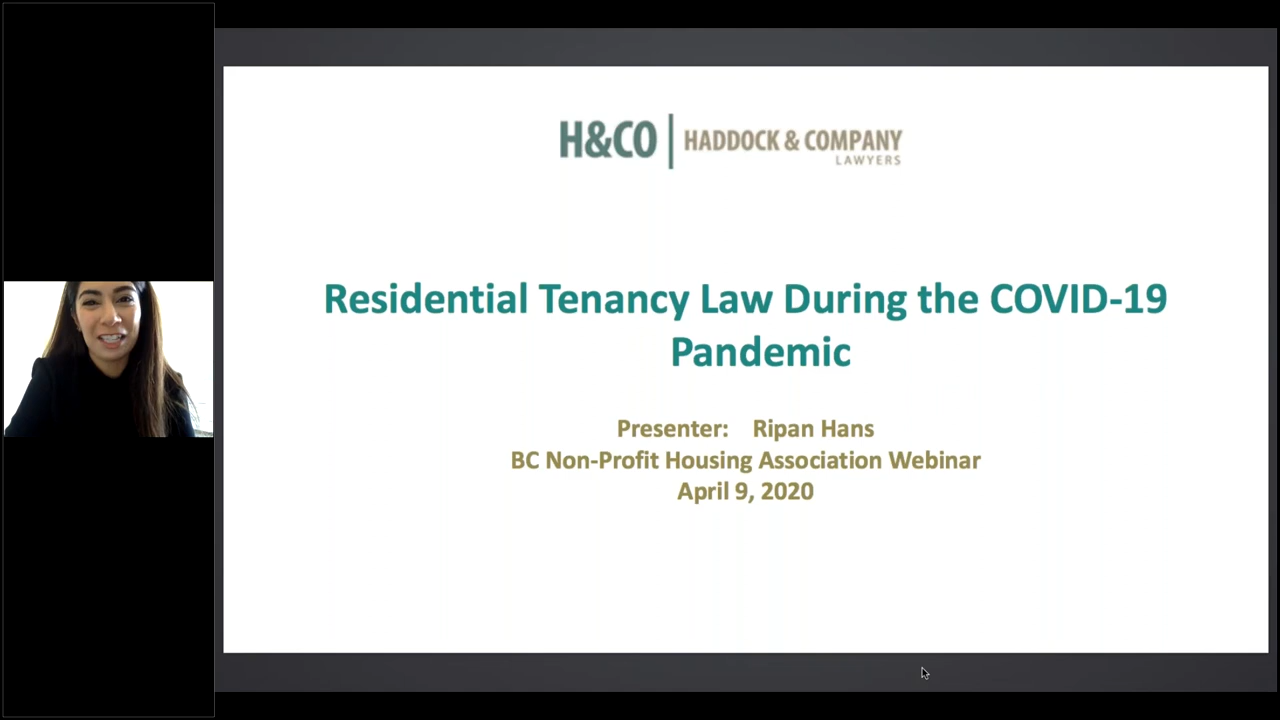 H&CO | HADDOCK & COMPANY
LAWYERS
Residential Tenancy Law During the COVID-19
Pandemic
Presenter: Ripan Hans
BC Non-Profit Housing Association Webinar
April 9, 2020